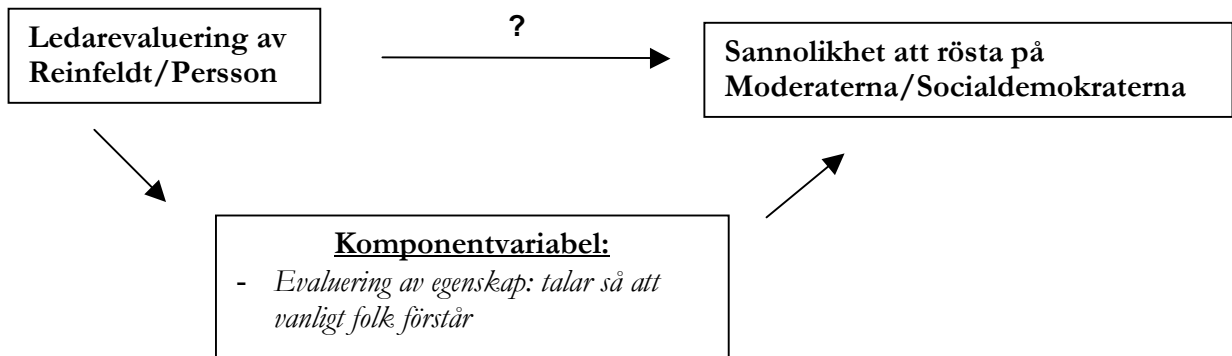 Ledarevaluering av
Reinfeldt/Persson
?
Sannolikhet att rösta på
Moderaterna/Socialdemokraterna
Komponentvariabel:
- Evaluering av egenskap: talar så att
vanligt folk förstår